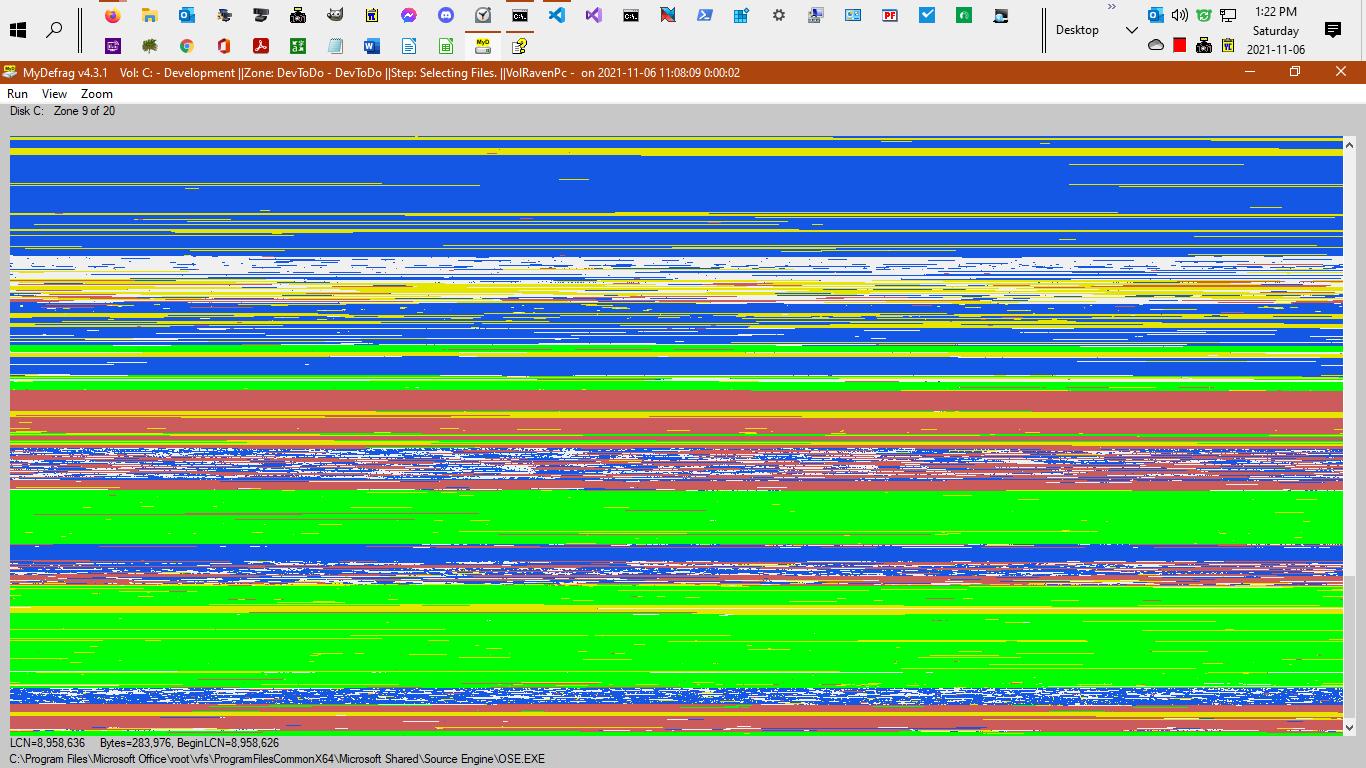 1:22 PM
Desktop
Saturday
2021-11-06
MyDefrag v4.3.1 Vol: C: - Development ||Zone: DevToDo - DevToDo ||Step: Selecting Files. ||VolRavenPc - on 2021-11-06 11:08:09 0:00:02
Run View Zoom
Disk C: Zone 9 of 20
LCN=8,958,636 Bytes=283,976, BeginLCN=8,958,626
C:\Program Files\Microsoft Office\root\vfs\ProgramFilesCommonX64\Microsoft Shared\Source Engine\OSE.EXE